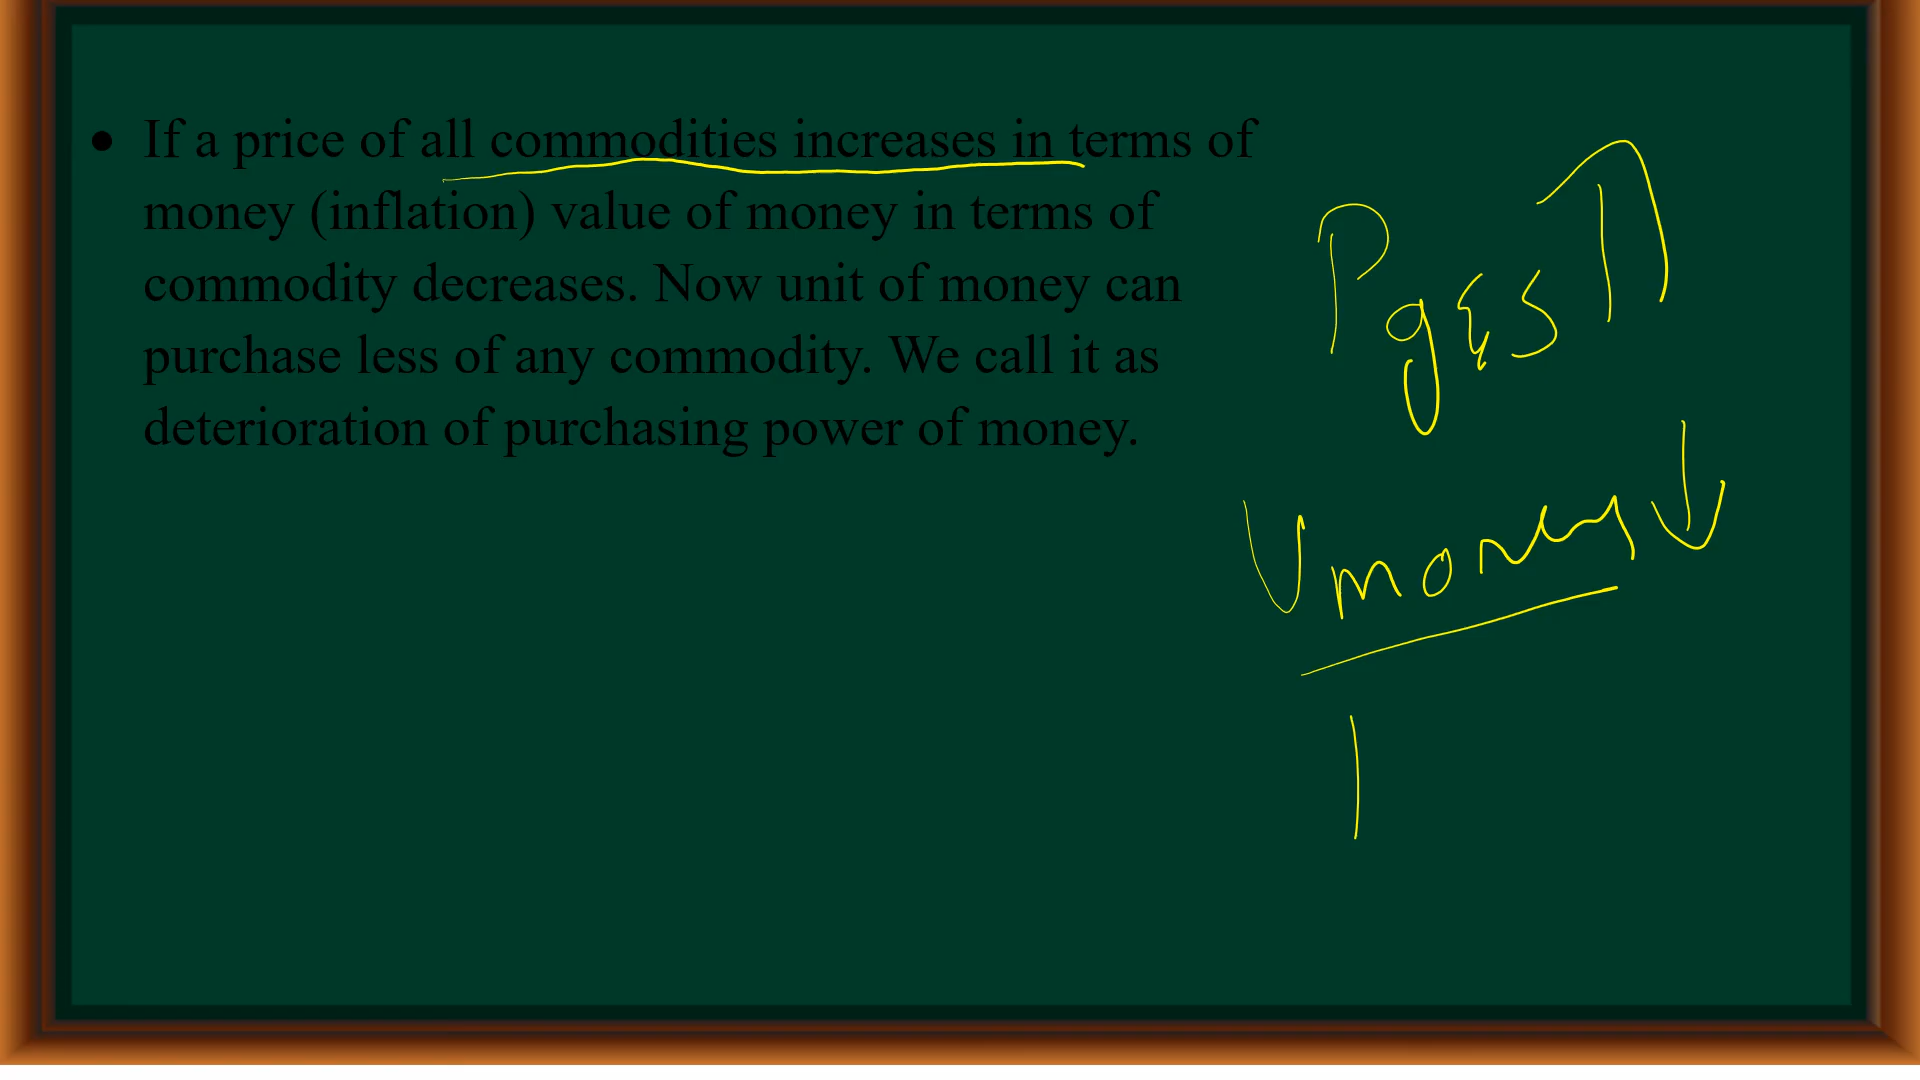 • If a price of all commodities increases in terms of
money (inflation) value of money in terms of
commodity decreases. Now unit of money can
purchase less of any commodity. We call it as
deterioration of purchasing power of money.
P g & s ↑
V money ↓